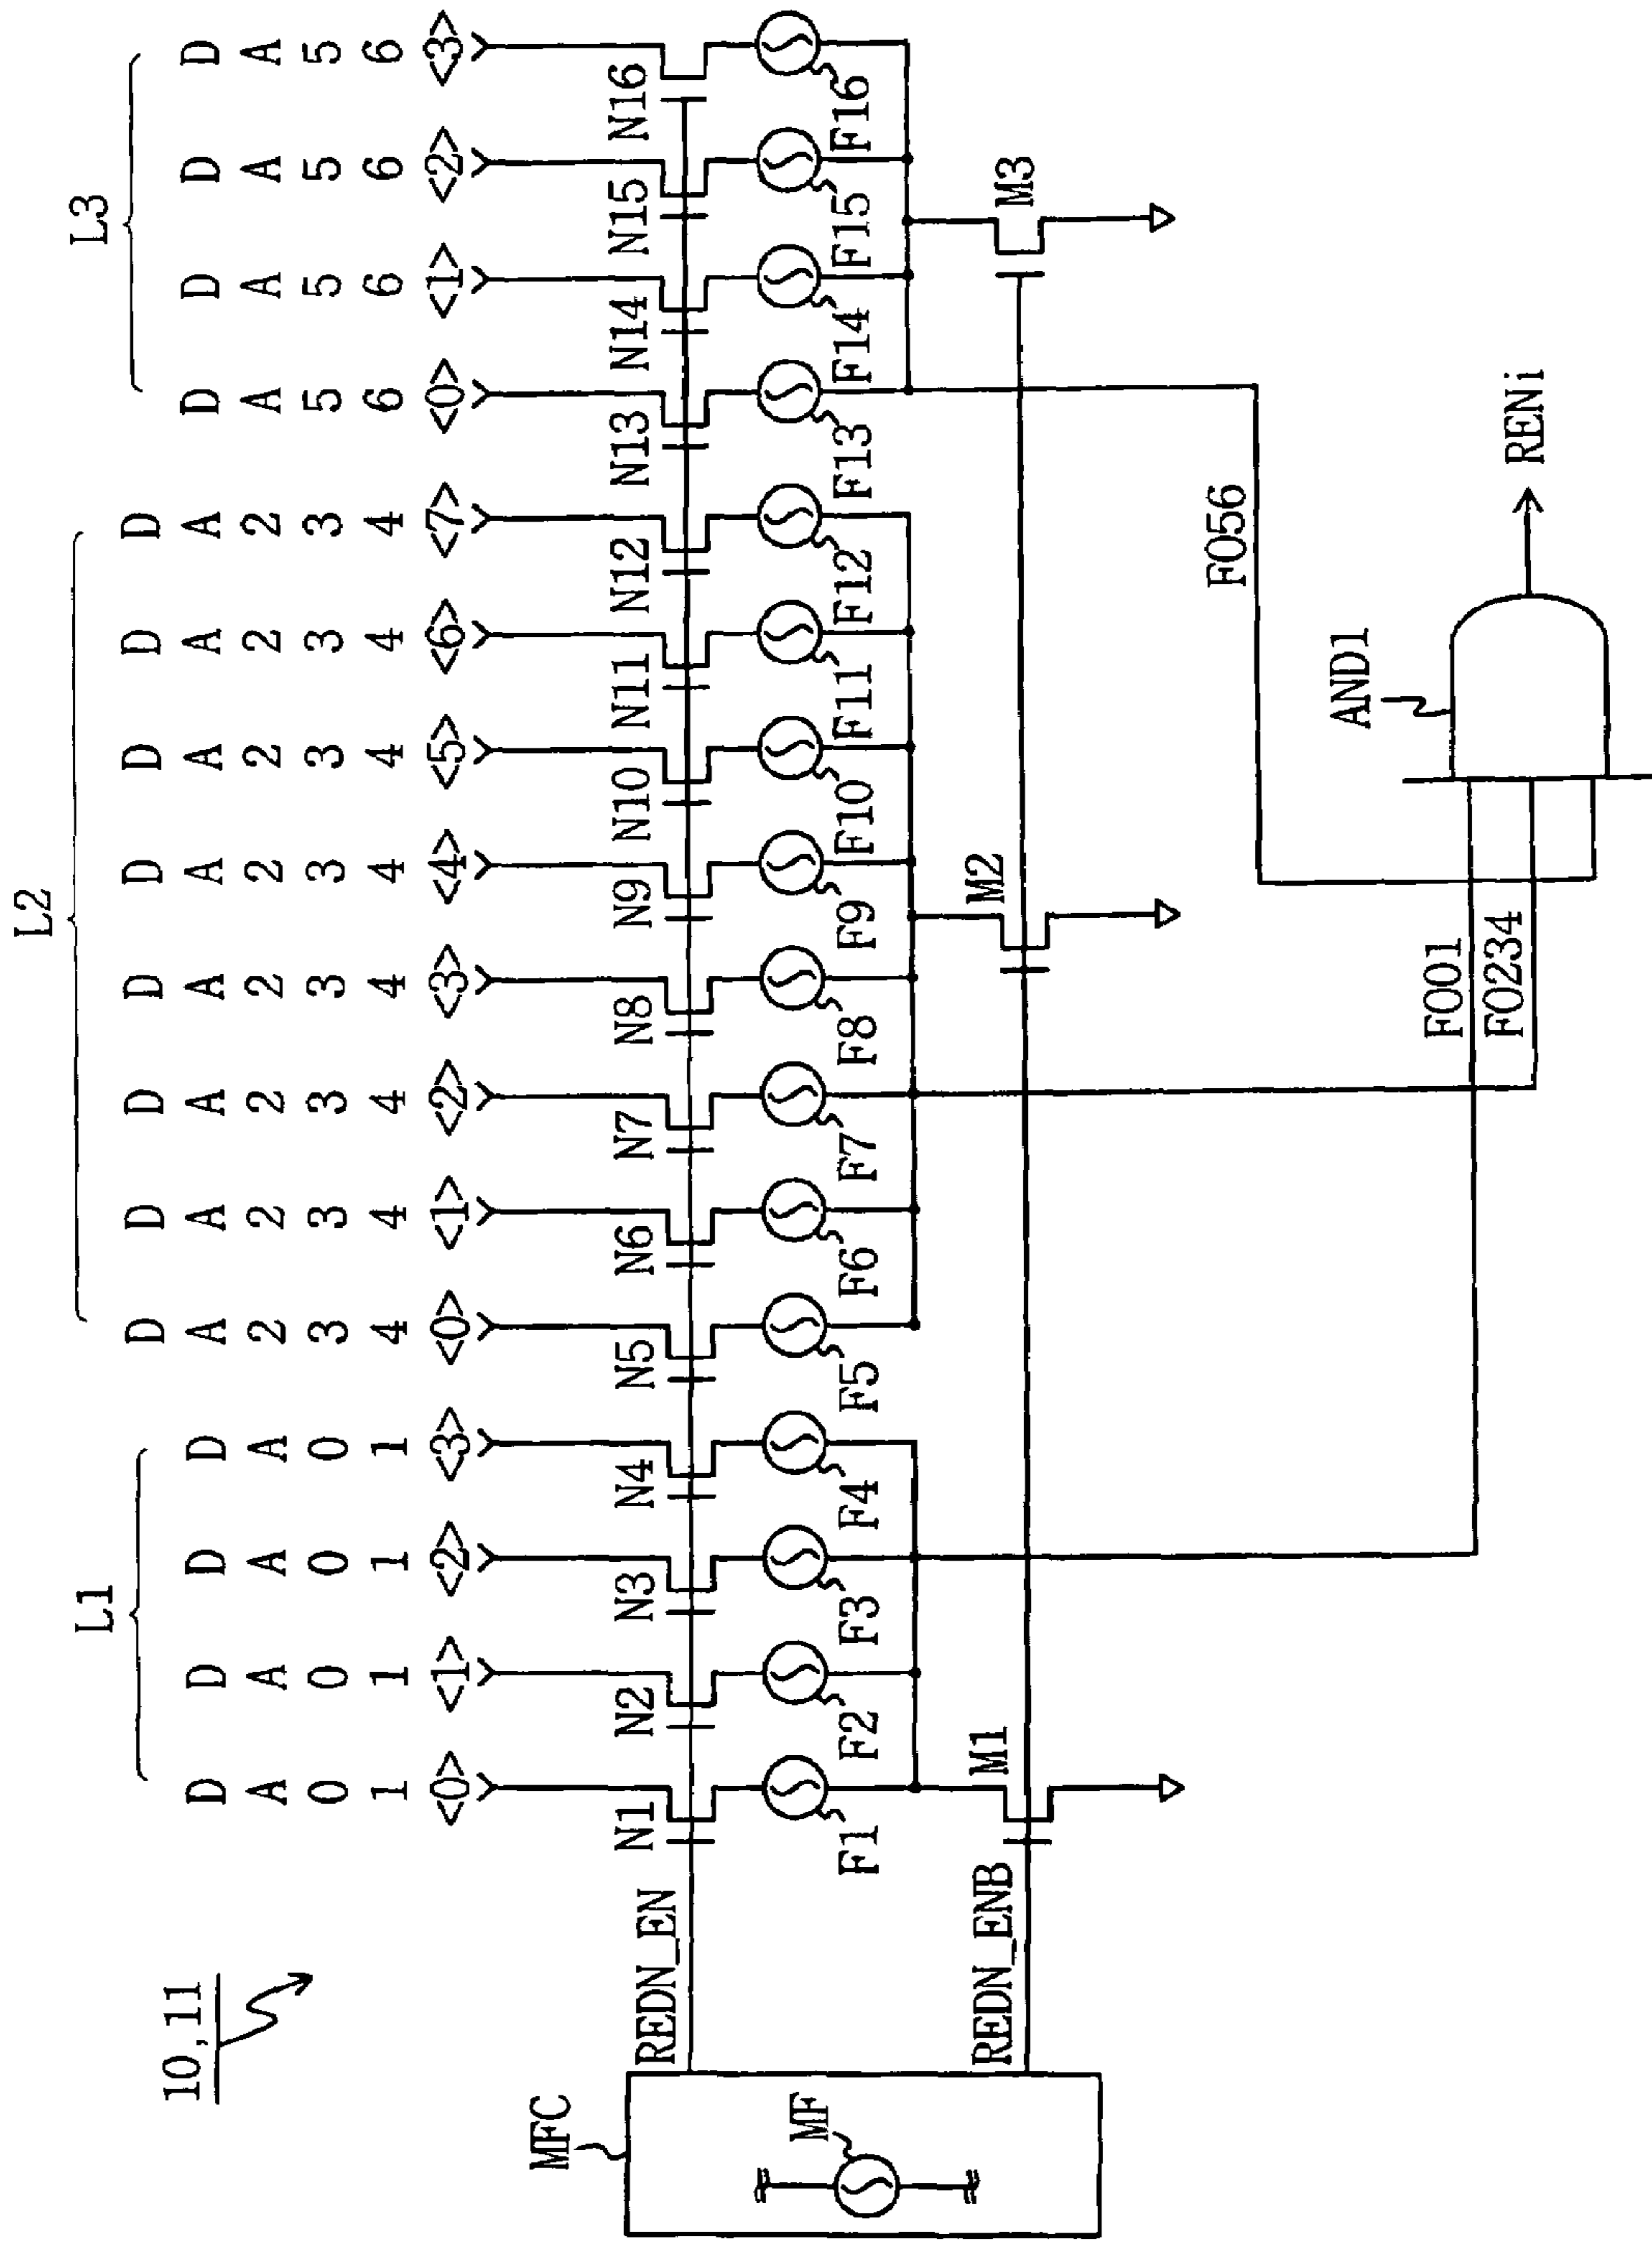 10,11
L1
L2
L3
DA01<0>
DA01<1>
DA01<2>
DA01<3>
DA234<0>
DA234<1>
DA234<2>
DA234<3>
DA234<4>
DA234<5>
DA234<6>
DA234<7>
DA56<0>
DA56<1>
DA56<2>
DA56<3>
MFC
MF
REDN_EN
N1
N2
N3
N4
N5
N6
N7
N8
N9
N10
N11
N12
N13
N14
N15
N16
F1
F2
F3
F4
F5
F6
F7
F8
F9
F10
F11
F12
F13
F14
F15
F16
REDN_ENB
M1
M2
M3
FO01
FO234
FO56
AND1
RENi